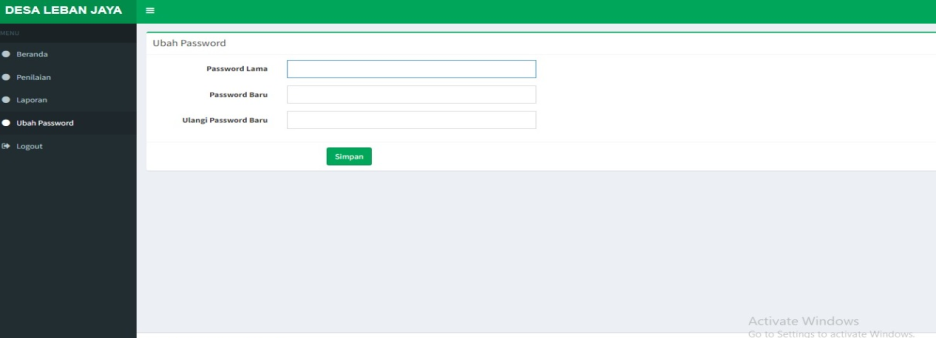 DESA LEBAN JAYA
MENU
Beranda
Penilaian
Laporan
Ubah Password
Logout
Ubah Password
Password Lama
Password Baru
Ulangi Password Baru
Simpan
Activate Windows
Go to Settings to activate Windows.